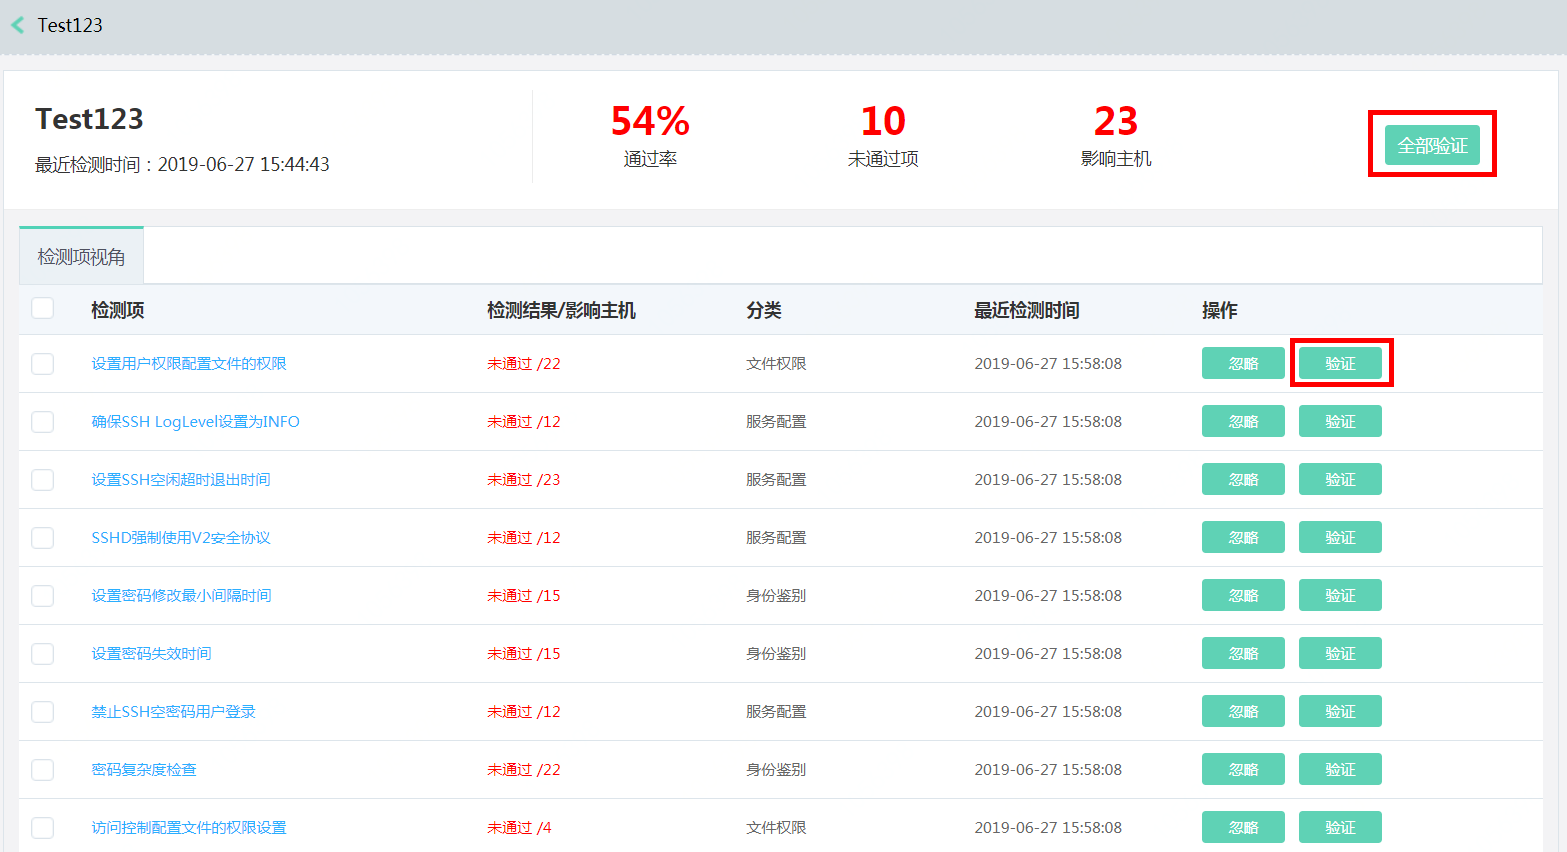 Test123
Test123
最近检测时间：2019-06-27 15:44:43
54%
通过率
10
未通过项
23
影响主机
全部验证
检测项视角
检测项 检测结果/影响主机 分类 最近检测时间 操作
设置用户权限配置文件的权限 未通过 /22 文件权限 2019-06-27 15:58:08 忽略 验证
确保SSH LogLevel设置为INFO 未通过 /12 服务配置 2019-06-27 15:58:08 忽略 验证
设置SSH空闲超时退出时间 未通过 /23 服务配置 2019-06-27 15:58:08 忽略 验证
SSHD强制使用V2安全协议 未通过 /12 服务配置 2019-06-27 15:58:08 忽略 验证
设置密码修改最小间隔时间 未通过 /15 身份鉴别 2019-06-27 15:58:08 忽略 验证
设置密码失效时间 未通过 /15 身份鉴别 2019-06-27 15:58:08 忽略 验证
禁止SSH空密码用户登录 未通过 /12 服务配置 2019-06-27 15:58:08 忽略 验证
密码复杂度检查 未通过 /22 身份鉴别 2019-06-27 15:58:08 忽略 验证
访问控制配置文件的权限设置 未通过 /4 文件权限 2019-06-27 15:58:08 忽略 验证